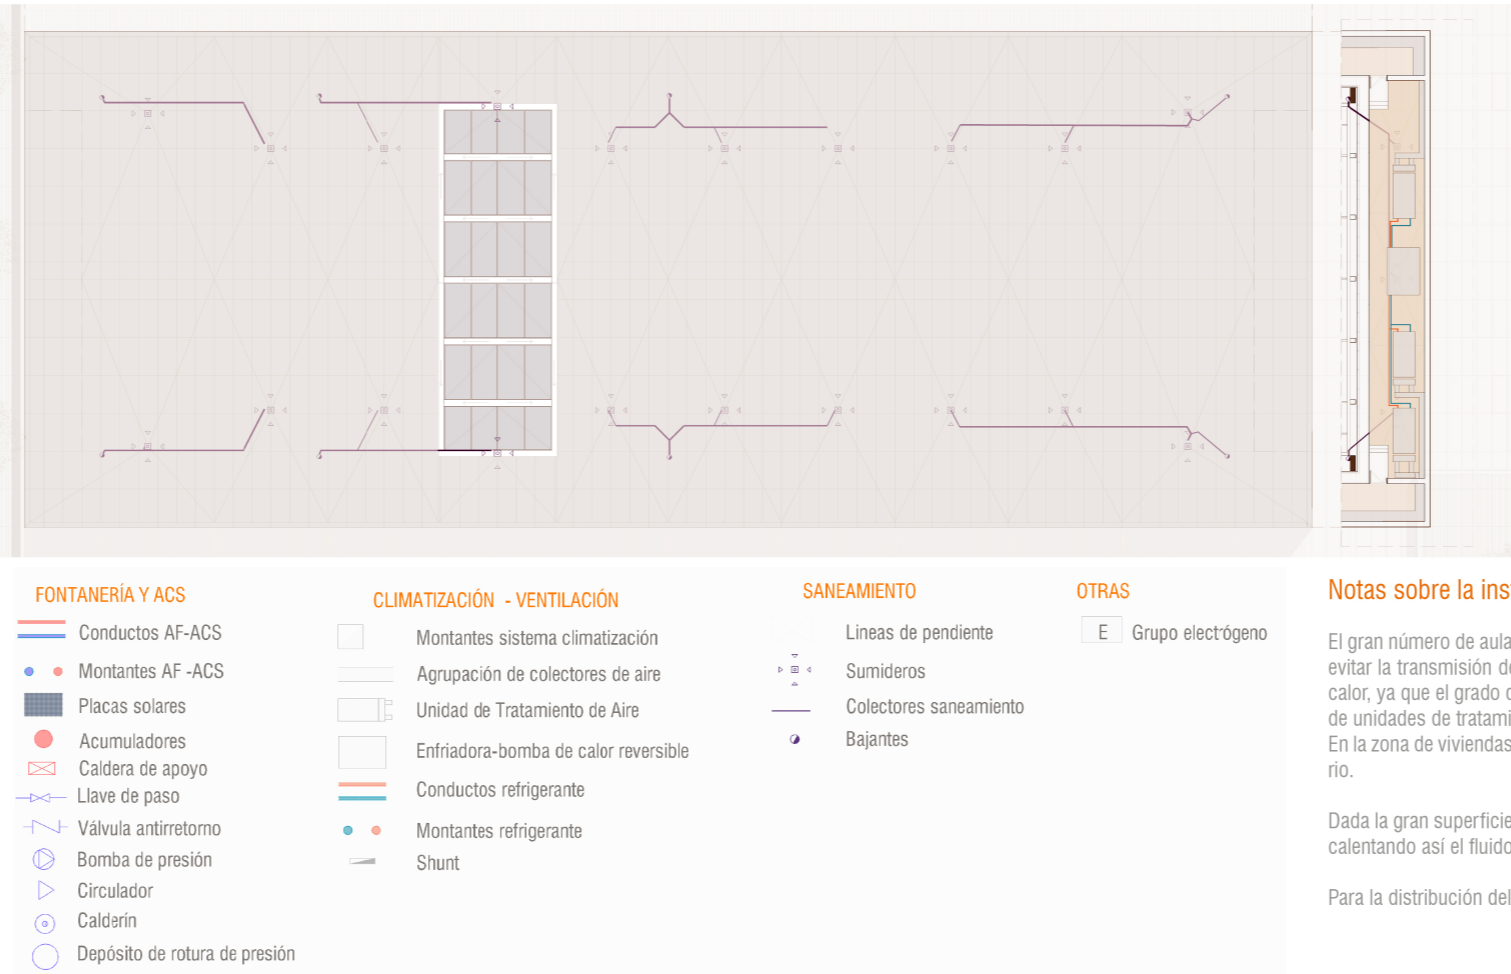 FONTANERÍA Y ACS
Conductos AF-ACS
Montantes AF -ACS
Placas solares
Acumuladores
Caldera de apoyo
Llave de paso
Válvula antirretorno
Bomba de presión
Circulador
Calderín
Depósito de rotura de presión
CLIMATIZACIÓN - VENTILACIÓN
Montantes sistema climatización
Agrupación de colectores de aire
Unidad de Tratamiento de Aire
Enfriadora-bomba de calor reversible
Conductos refrigerante
Montantes refrigerante
Shunt
SANEAMIENTO
Lineas de pendiente
Sumideros
Colectores saneamiento
Bajantes
OTRAS
E Grupo electrógeno
Notas sobre la ins
El gran número de aula
evitar la transmisión d
calor, ya que el grado
de unidades de tratami
En la zona de viviendas
rio.
Dada la gran superficie
calentando así el fluido
Para la distribución del